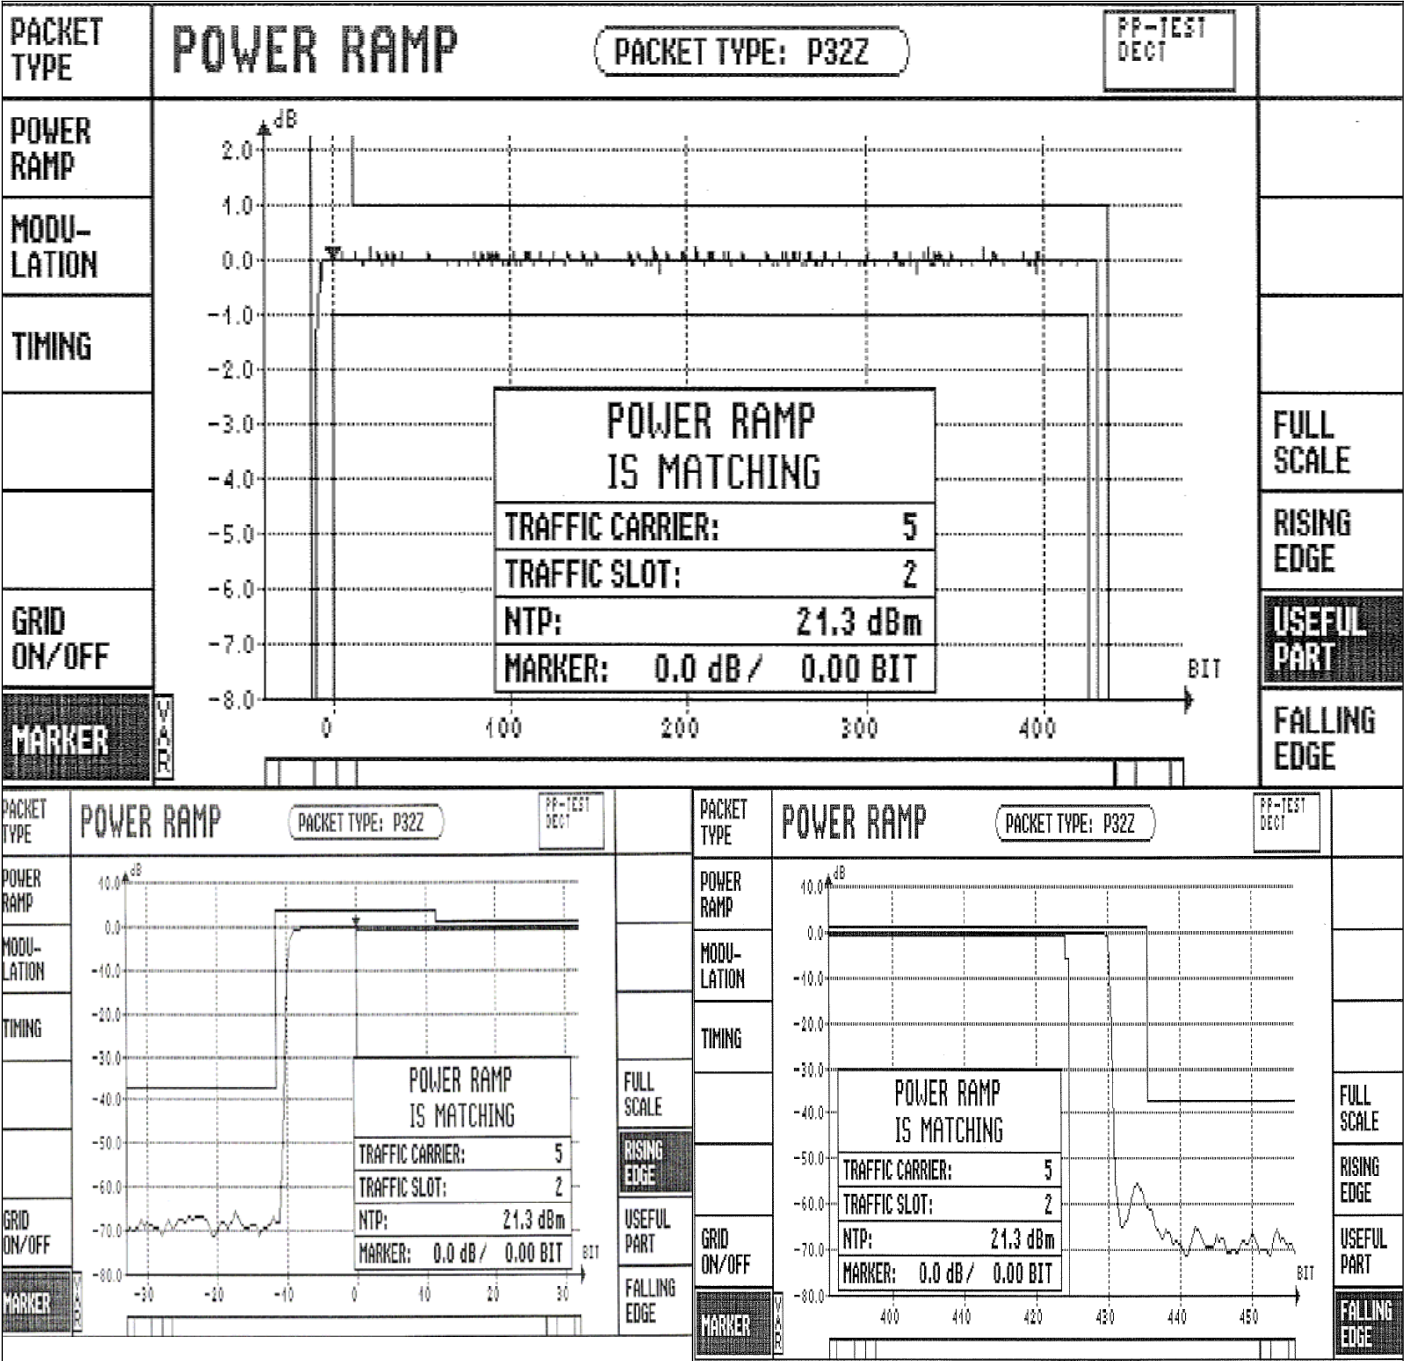 PACKET
TYPE
POWER RAMP
PACKET TYPE: P32Z
PP-TEST
DECT
POWER
RAMP
MODU-
LATION
TIMING
GRID
ON/OFF
MARKER
VAR
dB
2.0
1.0
0.0
-1.0
-2.0
-3.0
-4.0
-5.0
-6.0
-7.0
-8.0
0 100 200 300 400
BIT
POWER RAMP
IS MATCHING
TRAFFIC CARRIER: 5
TRAFFIC SLOT: 2
NTP: 21.3 dBm
MARKER: 0.0 dB/ 0.00 BIT
FULL
SCALE
RISING
EDGE
USEFUL
PART
FALLING
EDGE
PACKET
TYPE
POWER RAMP
PACKET TYPE: P32Z
PP-TEST
DECT
POWER
RAMP
MODU-
LATION
TIMING
GRID
ON/OFF
MARKER
VAR
dB
10.0
0.0
-10.0
-20.0
-30.0
-40.0
-50.0
-60.0
-70.0
-80.0
-30 -20 -10 0 10 20 30
BIT
POWER RAMP
IS MATCHING
TRAFFIC CARRIER: 5
TRAFFIC SLOT: 2
NTP: 21.3 dBm
MARKER: 0.0 dB/ 0.00 BIT
FULL
SCALE
RISING
EDGE
USEFUL
PART
FALLING
EDGE
PACKET
TYPE
POWER RAMP
PACKET TYPE: P32Z
PP-TEST
DECT
POWER
RAMP
MODU-
LATION
TIMING
GRID
ON/OFF
MARKER
VAR
dB
10.0
0.0
-10.0
-20.0
-30.0
-40.0
-50.0
-60.0
-70.0
-80.0
400 410 420 430 440 450
BIT
POWER RAMP
IS MATCHING
TRAFFIC CARRIER: 5
TRAFFIC SLOT: 2
NTP: 21.3 dBm
MARKER: 0.0 dB/ 0.00 BIT
FULL
SCALE
RISING
EDGE
USEFUL
PART
FALLING
EDGE